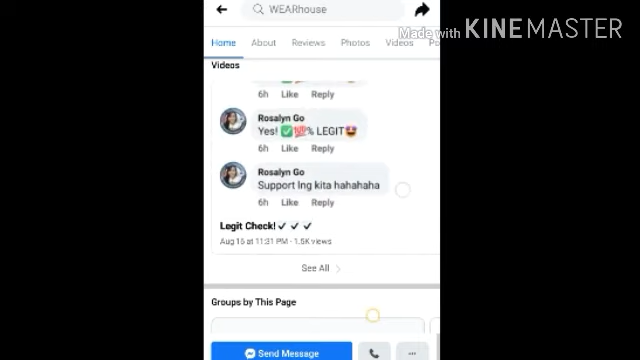 WEARhouse
Made with KINEMASTER
Home About Reviews Photos Videos Po
Videos
6h Like Reply
Rosalyn Go
Yes! ✅💯% LEGIT🤩
6h Like Reply
Rosalyn Go
Support lng kita hahahaha
6h Like Reply
Legit Check!✔ ✔ ✔
Aug 15 at 11:31 PM · 1.5K views
See All
Groups by This Page
Send Message